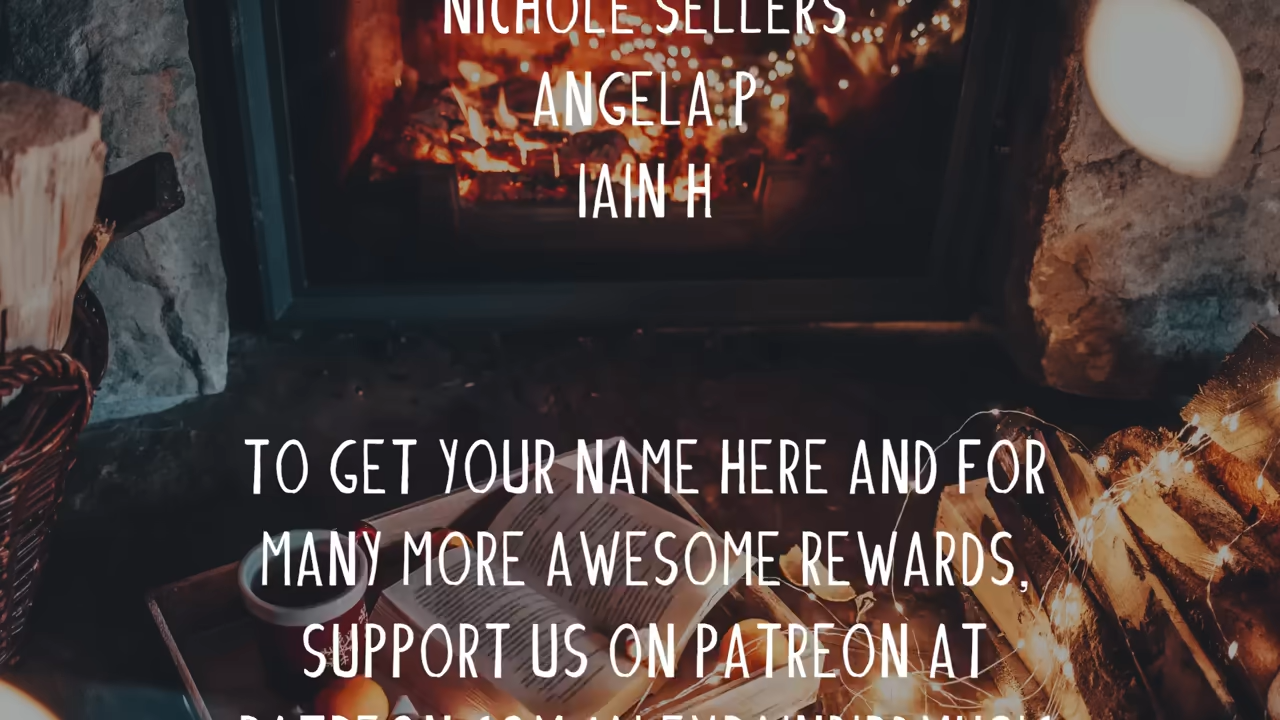 NICHOLE SELLERS
ANGELA P
IAIN H
TO GET YOUR NAME HERE AND FOR
MANY MORE AWESOME REWARDS,
SUPPORT US ON PATREON AT